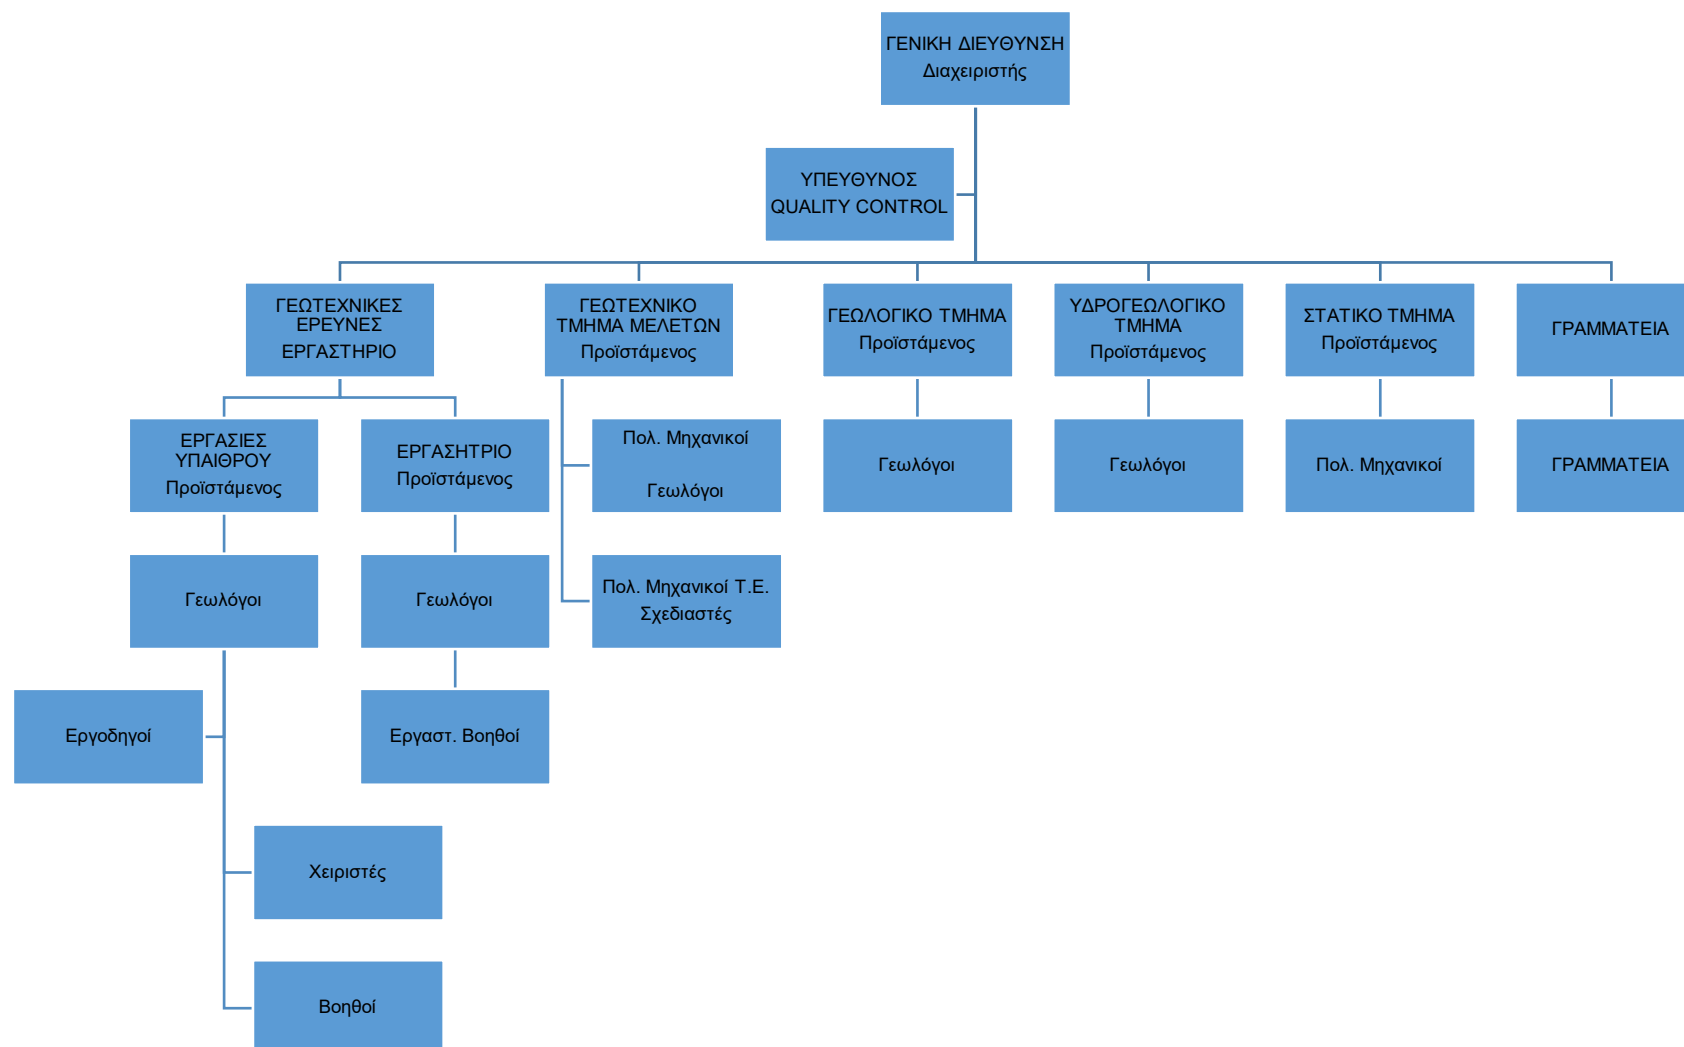 ΓΕΝΙΚΗ ΔΙΕΥΘΥΝΣΗ
Διαχειριστής
ΥΠΕΥΘΥΝΟΣ
QUALITY CONTROL
ΓΕΩΤΕΧΝΙΚΕΣ
ΕΡΕΥΝΕΣ
ΕΡΓΑΣΤΗΡΙΟ
ΓΕΩΤΕΧΝΙΚΟ
ΤΜΗΜΑ ΜΕΛΕΤΩΝ
Προϊστάμενος
ΓΕΩΛΟΓΙΚΟ ΤΜΗΜΑ
Προϊστάμενος
ΥΔΡΟΓΕΩΛΟΓΙΚΟ
ΤΜΗΜΑ
Προϊστάμενος
ΣΤΑΤΙΚΟ ΤΜΗΜΑ
Προϊστάμενος
ΓΡΑΜΜΑΤΕΙΑ
ΕΡΓΑΣΙΕΣ
ΥΠΑΙΘΡΟΥ
Προϊστάμενος
ΕΡΓΑΣΗΤΡΙΟ
Προϊστάμενος
Πολ. Μηχανικοί
Γεωλόγοι
Γεωλόγοι
Γεωλόγοι
Πολ. Μηχανικοί
ΓΡΑΜΜΑΤΕΙΑ
Γεωλόγοι
Γεωλόγοι
Πολ. Μηχανικοί Τ.Ε.
Σχεδιαστές
Εργοδηγοί
Εργαστ. Βοηθοί
Χειριστές
Βοηθοί